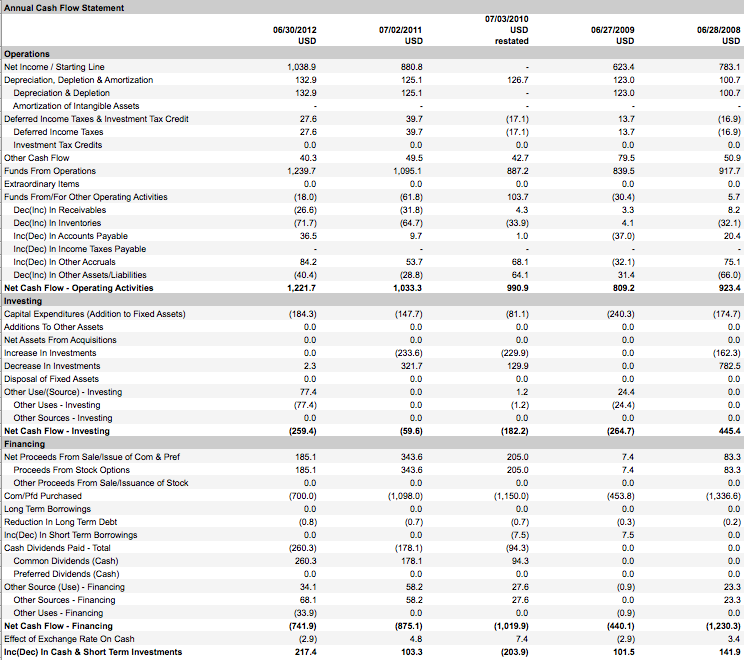 Annual Cash Flow Statement
07/03/2010
06/30/2012 07/02/2011 USD 06/27/2009 06/28/2008
USD USD restated USD USD
Operations
Net Income / Starting Line 1,038.9 880.8 - 623.4 783.1
Depreciation, Depletion & Amortization 132.9 125.1 126.7 123.0 100.7
Depreciation & Depletion 132.9 125.1 - 123.0 100.7
Amortization of Intangible Assets - - - - -
Deferred Income Taxes & Investment Tax Credit 27.6 39.7 (17.1) 13.7 (16.9)
Deferred Income Taxes 27.6 39.7 (17.1) 13.7 (16.9)
Investment Tax Credits 0.0 0.0 0.0 0.0 0.0
Other Cash Flow 40.3 49.5 42.7 79.5 50.9
Funds From Operations 1,239.7 1,095.1 887.2 839.5 917.7
Extraordinary Items 0.0 0.0 0.0 0.0 0.0
Funds From/For Other Operating Activities (18.0) (61.8) 103.7 (30.4) 5.7
Dec(Inc) In Receivables (26.6) (31.8) 4.3 3.3 8.2
Dec(Inc) In Inventories (71.7) (64.7) (33.9) 4.1 (32.1)
Inc(Dec) In Accounts Payable 36.5 9.7 1.0 (37.0) 20.4
Inc(Dec) In Income Taxes Payable - - - - -
Inc(Dec) In Other Accruals 84.2 53.7 68.1 (32.1) 75.1
Dec(Inc) In Other Assets/Liabilities (40.4) (28.8) 64.1 31.4 (66.0)
Net Cash Flow - Operating Activities 1,221.7 1,033.3 990.9 809.2 923.4
Investing
Capital Expenditures (Addition to Fixed Assets) (184.3) (147.7) (81.1) (240.3) (174.7)
Additions To Other Assets 0.0 0.0 0.0 0.0 0.0
Net Assets From Acquisitions 0.0 0.0 0.0 0.0 0.0
Increase In Investments 0.0 (233.6) (229.9) 0.0 (162.3)
Decrease In Investments 2.3 321.7 129.9 0.0 782.5
Disposal of Fixed Assets 0.0 0.0 0.0 0.0 0.0
Other Use/(Source) - Investing 77.4 0.0 1.2 24.4 0.0
Other Uses - Investing (77.4) 0.0 (1.2) (24.4) 0.0
Other Sources - Investing 0.0 0.0 0.0 0.0 0.0
Net Cash Flow - Investing (259.4) (59.6) (182.2) (264.7) 445.4
Financing
Net Proceeds From Sale/Issue of Com & Pref 185.1 343.6 205.0 7.4 83.3
Proceeds From Stock Options 185.1 343.6 205.0 7.4 83.3
Other Proceeds From Sale/Issuance of Stock 0.0 0.0 0.0 0.0 0.0
Com/Pfd Purchased (700.0) (1,098.0) (1,150.0) (453.8) (1,336.6)
Long Term Borrowings 0.0 0.0 0.0 0.0 0.0
Reduction In Long Term Debt (0.8) (0.7) (0.7) (0.3) (0.2)
Inc(Dec) In Short Term Borrowings 0.0 0.0 (7.5) 7.5 0.0
Cash Dividends Paid - Total (260.3) (178.1) (94.3) 0.0 0.0
Common Dividends (Cash) 260.3 178.1 94.3 0.0 0.0
Preferred Dividends (Cash) 0.0 0.0 0.0 0.0 0.0
Other Source (Use) - Financing 34.1 58.2 27.6 (0.9) 23.3
Other Sources - Financing 68.1 58.2 27.6 0.0 23.3
Other Uses - Financing (33.9) 0.0 0.0 (0.9) 0.0
Net Cash Flow - Financing (741.9) (875.1) (1,019.9) (440.1) (1,230.3)
Effect of Exchange Rate On Cash (2.9) 4.8 7.4 (2.9) 3.4
Inc(Dec) In Cash & Short Term Investments 217.4 103.3 (203.9) 101.5 141.9